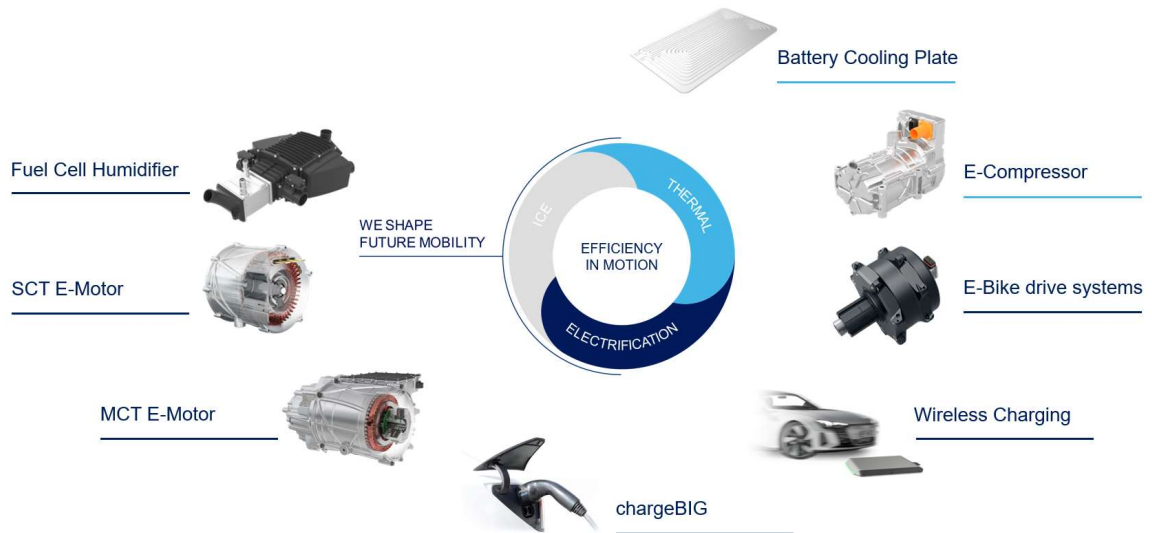 Battery Cooling Plate
Fuel Cell Humidifier
E-Compressor
THERMAL
ICE
WE SHAPE
FUTURE MOBILITY
EFFICIENCY
IN MOTION
SCT E-Motor
E-Bike drive systems
ELECTRIFICATION
MCT E-Motor
Wireless Charging
chargeBIG